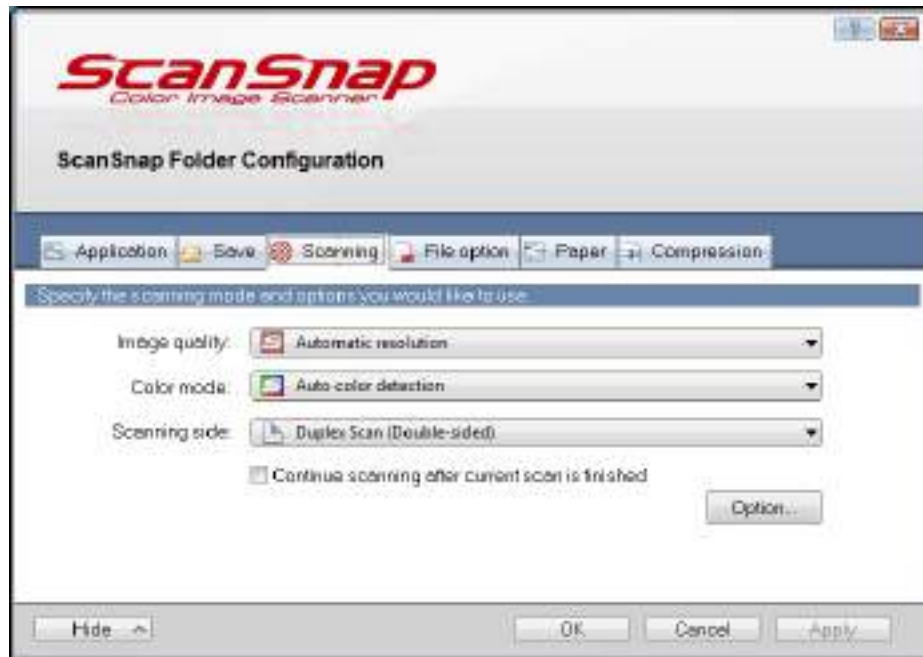 ScanSnap
Color Image Scanner
ScanSnap Folder Configuration
Application Save Scanning File option Paper Compression
Specify the scanning mode and options you would like to use.
Image quality: Automatic resolution
Color mode: Auto color detection
Scanning side: Duplex Scan (Double-sided)
Continue scanning after current scan is finished
Option...
Hide OK Cancel Apply